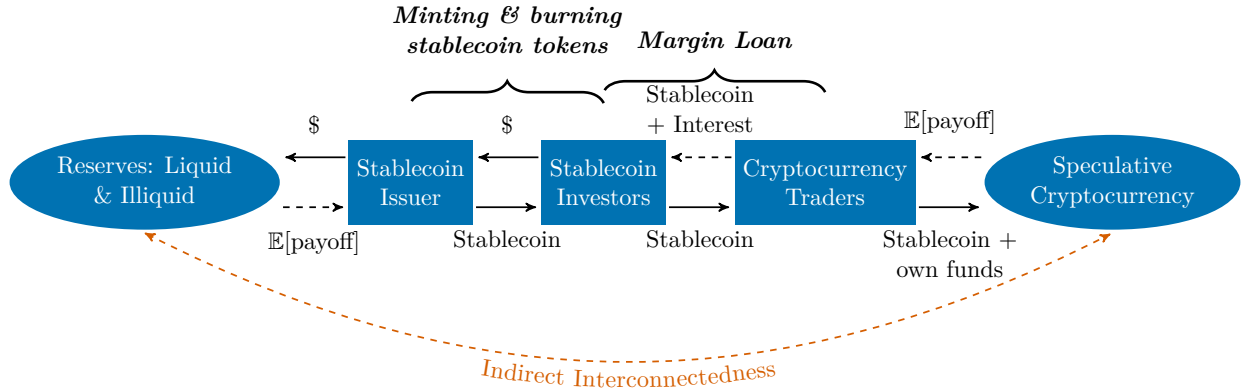 Minting & burning
stablecoin tokens
Margin Loan
Stablecoin
+ Interest
$
$
𝔼[payoff]
Reserves: Liquid
& Illiquid
Stablecoin
Issuer
Stablecoin
Investors
Cryptocurrency
Traders
Speculative
Cryptocurrency
𝔼[payoff]
Stablecoin
Stablecoin
Stablecoin +
own funds
Indirect Interconnectedness